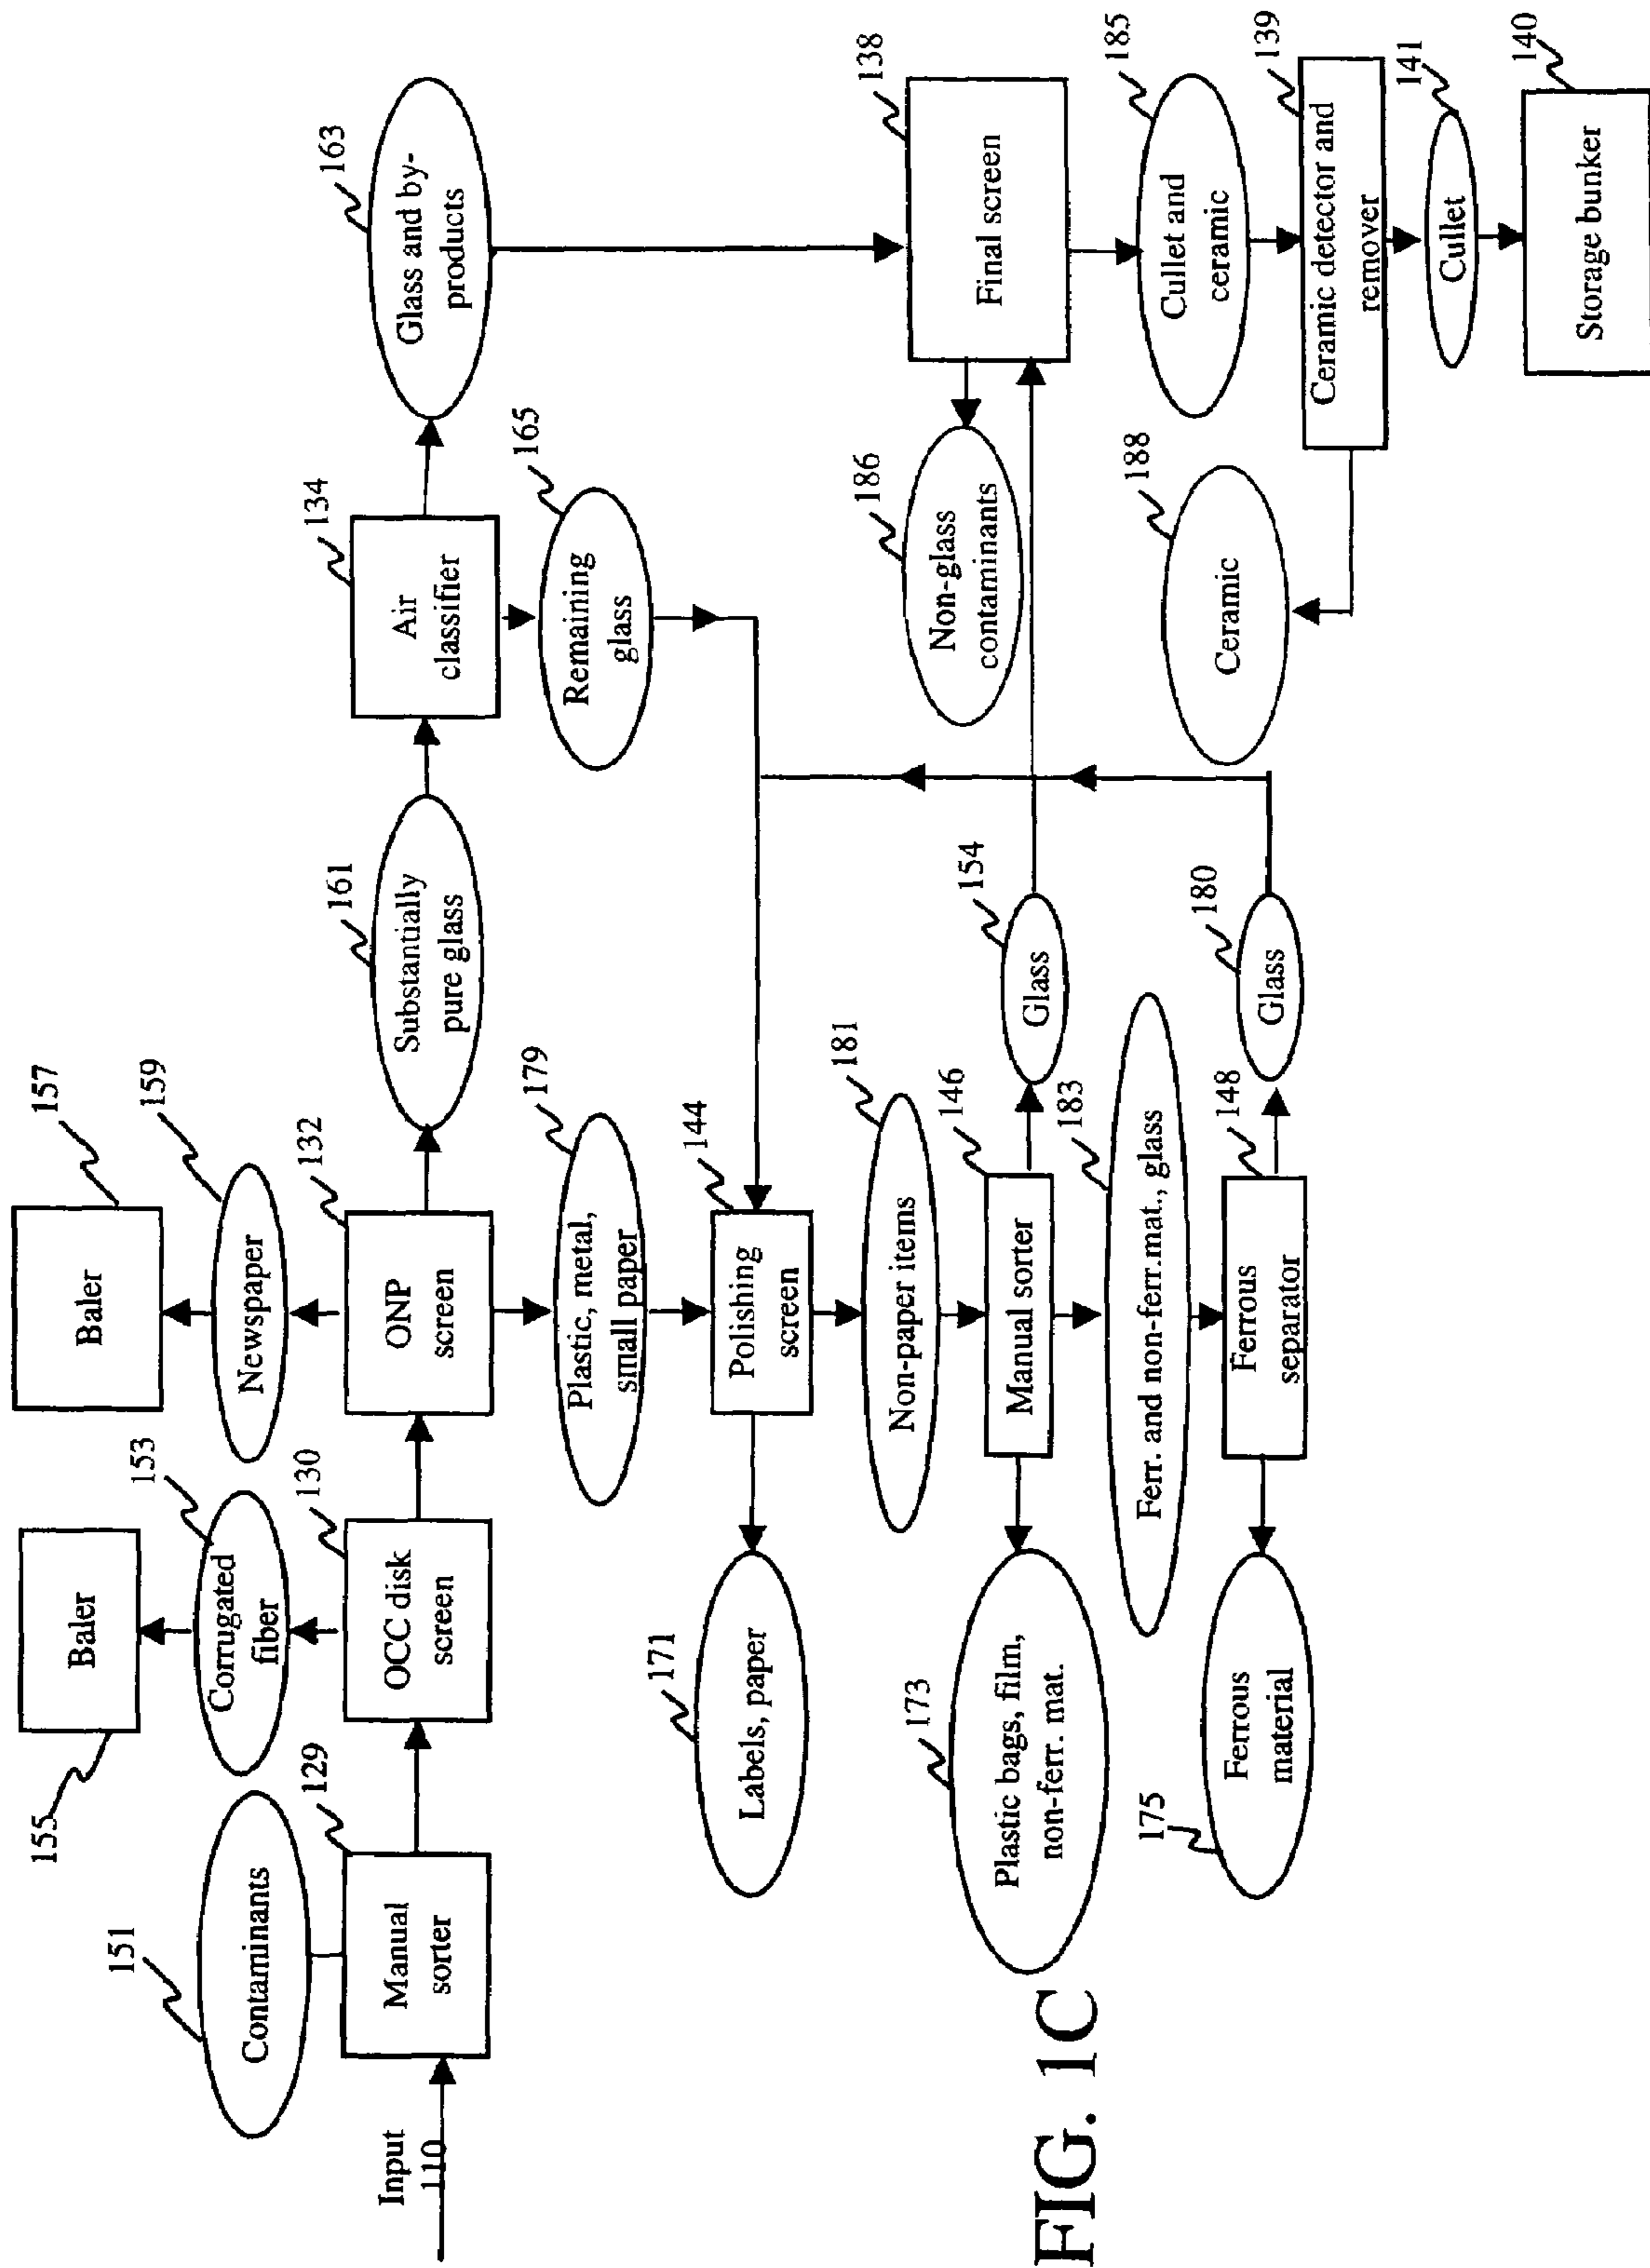 Baler
155
Baler
157
Corrugated
fiber
153
Newspaper
159
Contaminants
151
Input
110
Manual
sorter
129
OCC disk
screen
130
ONP
screen
132
Substantially
pure glass
161
Air
classifier
134
Glass and by-
products
163
Plastic, metal,
small paper
179
Remaining
glass
165
Labels, paper
171
Polishing
screen
144
Non-paper items
181
Non-glass
contaminants
186
Final screen
138
Plastic bags, film,
non-ferr. mat.
173
Manual sorter
146
Glass
154
Ferr. and non-ferr.mat., glass
183
Cullet and
ceramic
185
Ferrous
material
175
Ferrous
separator
148
Glass
180
Ceramic
188
Ceramic detector and
remover
139
Cullet
141
Storage bunker
140
FIG. 1C